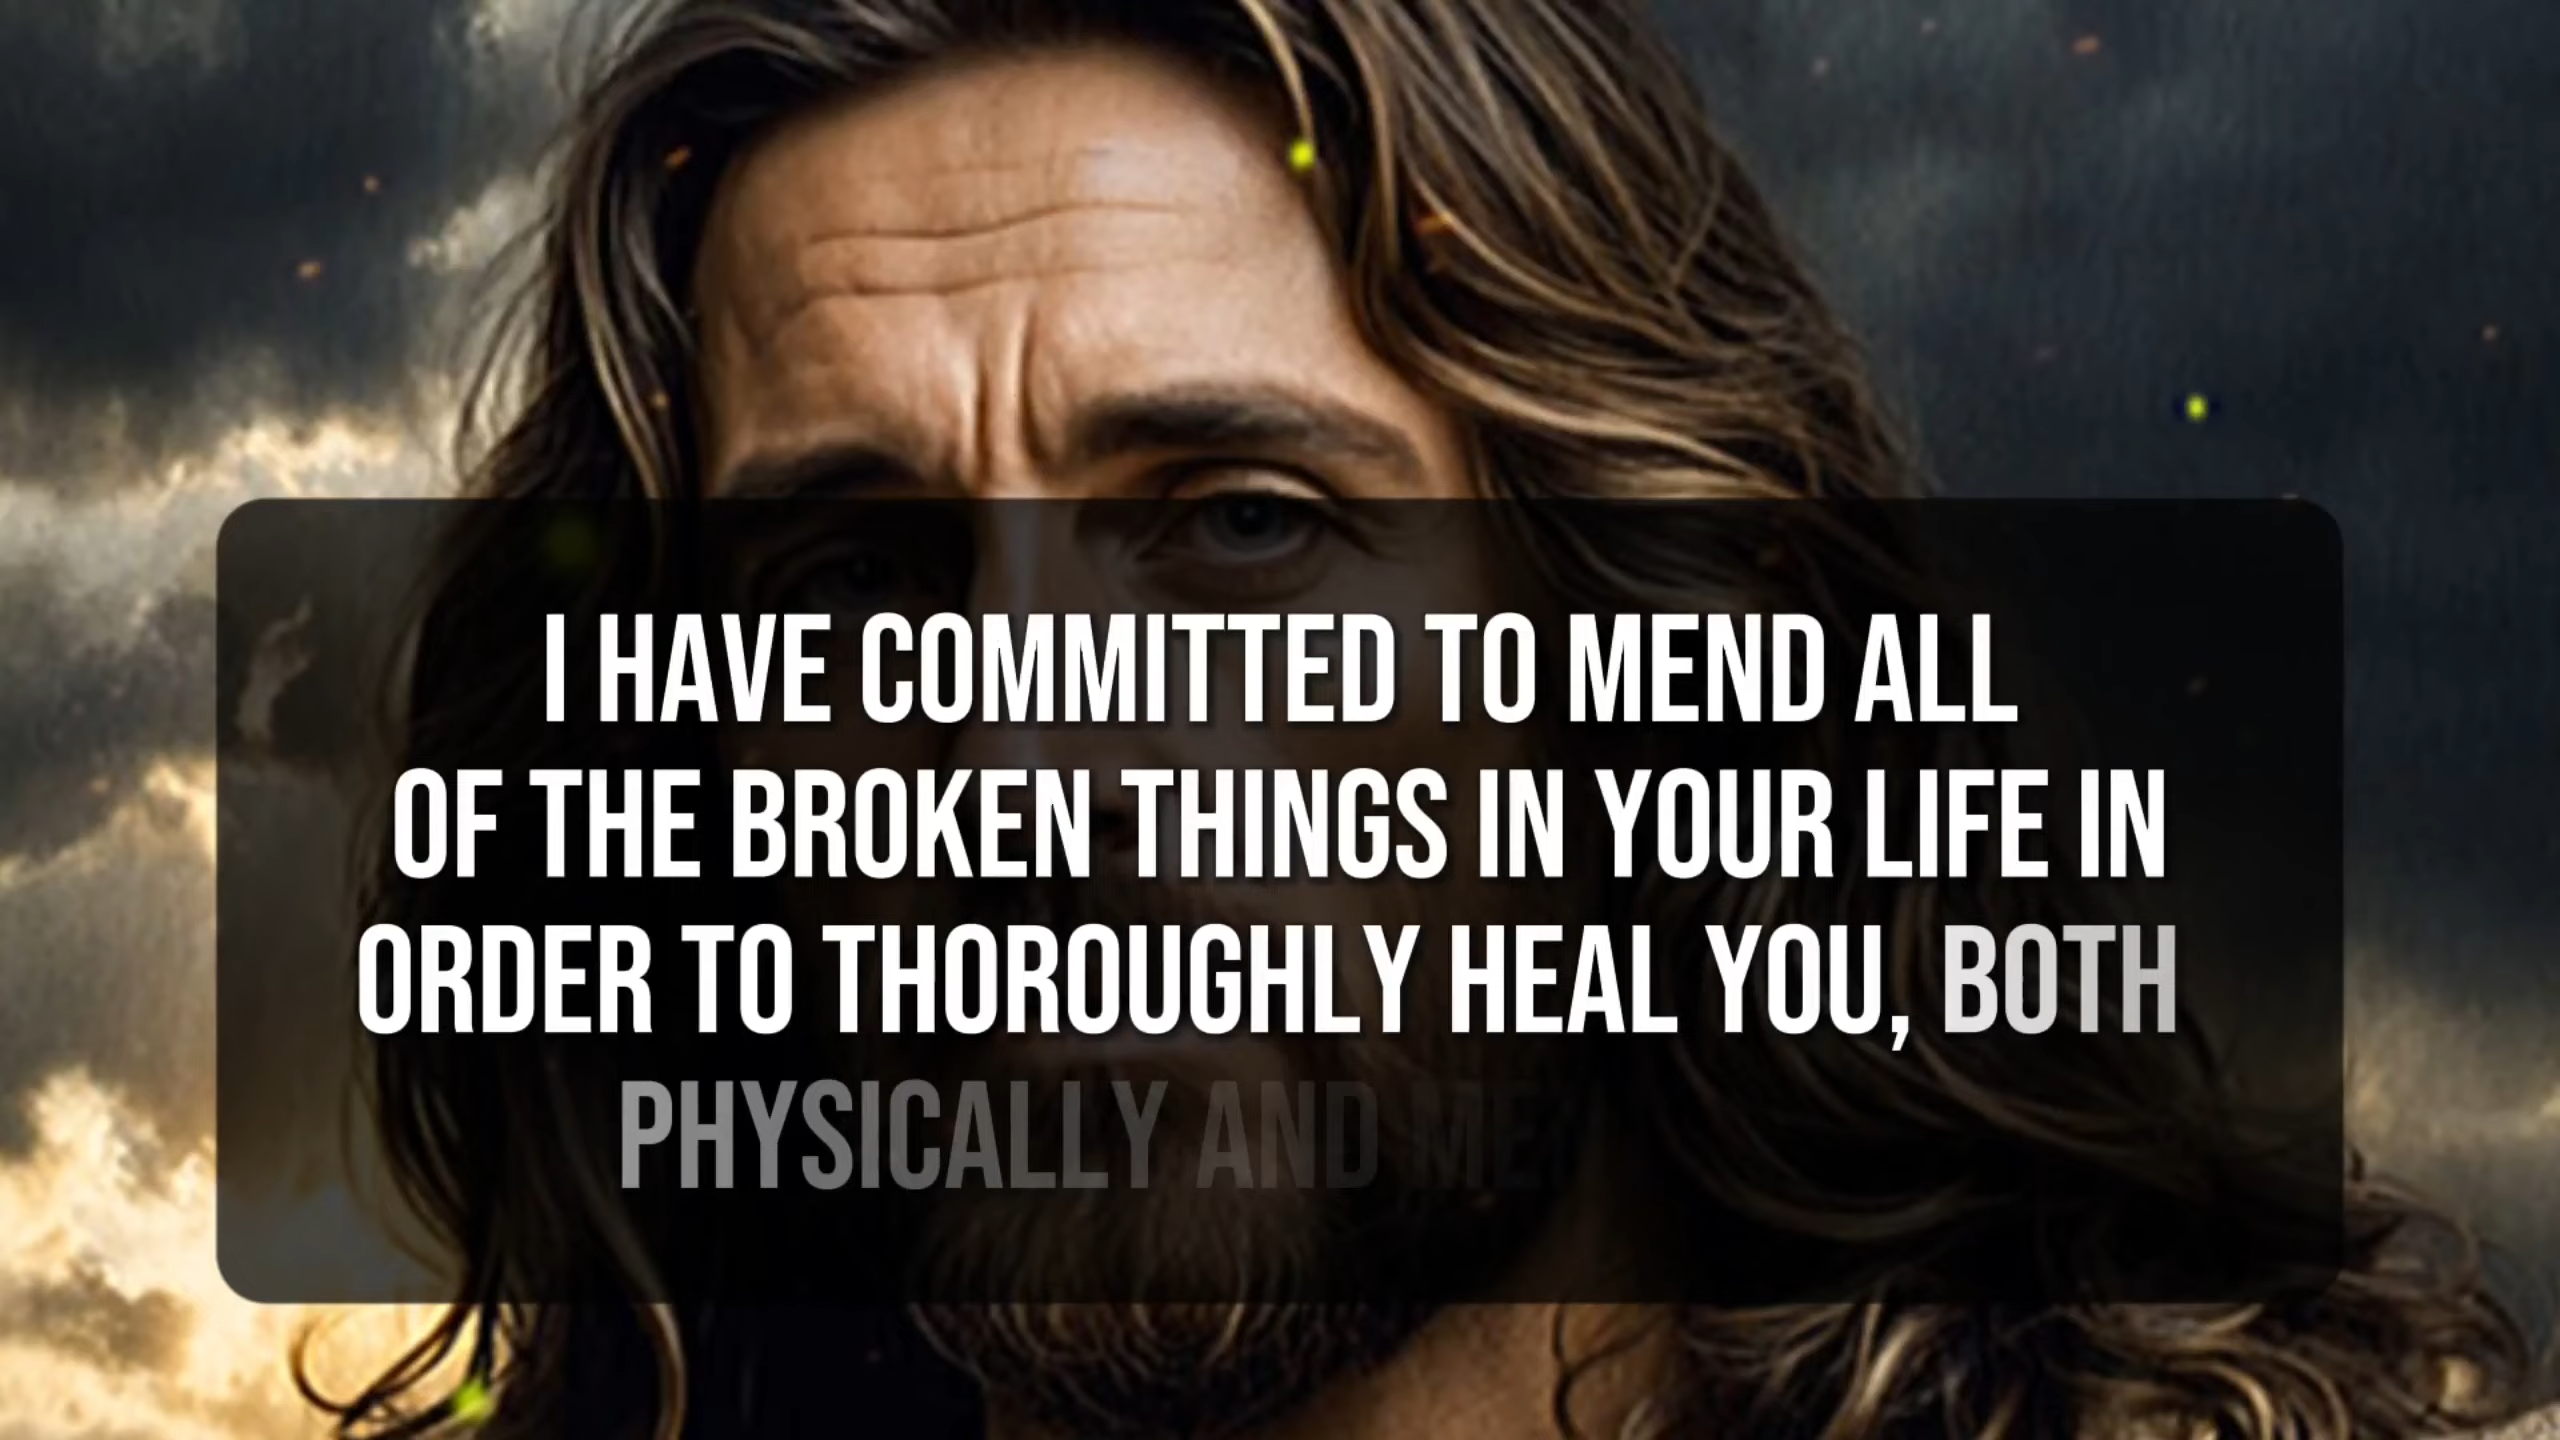 I HAVE COMMITTED TO MEND ALL
OF THE BROKEN THINGS IN YOUR LIFE IN
ORDER TO THOROUGHLY HEAL YOU, BOTH
PHYSICALLY AND